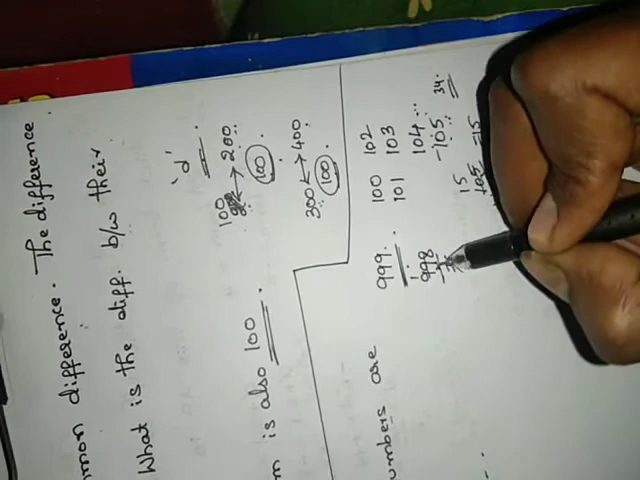 mmon difference. The difference
What is the diff. b/w their
'd'.
100 ↔ 200
100.
m is also 100.
300 ↔ 400
100.
umbers are
999.
100 102
101 103
104...
-105.
998
34.
15